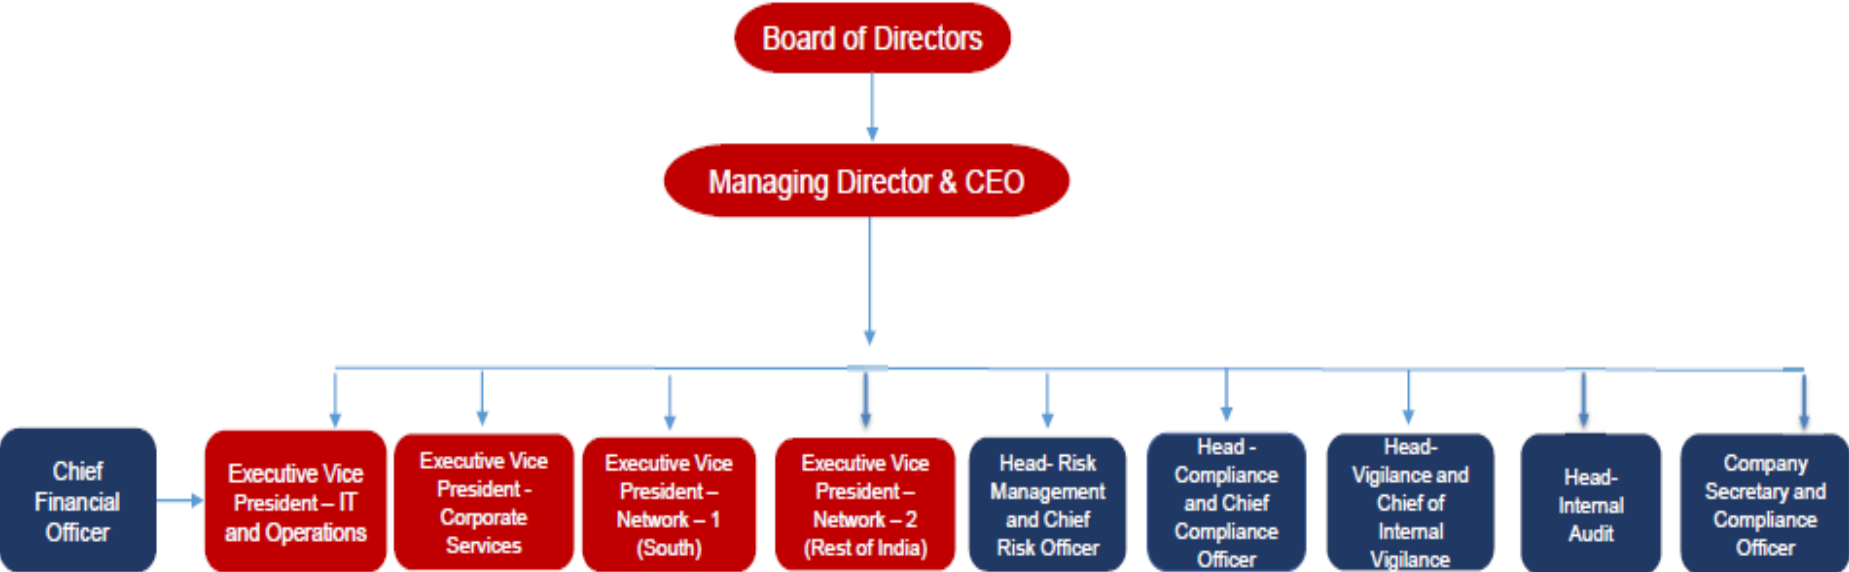 Board of Directors
Managing Director & CEO
Chief
Financial
Officer
Executive Vice
President – IT
and Operations
Executive Vice
President -
Corporate
Services
Executive Vice
President –
Network – 1
(South)
Executive Vice
President –
Network – 2
(Rest of India)
Head- Risk
Management
and Chief
Risk Officer
Head -
Compliance
and Chief
Compliance
Officer
Head-
Vigilance and
Chief of
Internal
Vigilance
Head-
Internal
Audit
Company
Secretary and
Compliance
Officer